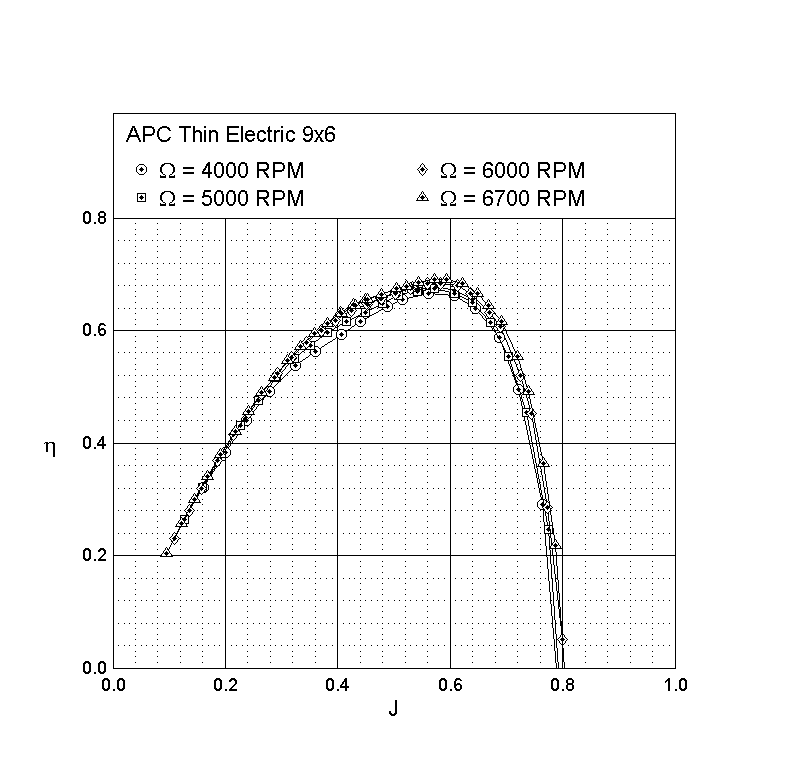 APC Thin Electric 9x6
Ω = 4000 RPM
Ω = 6000 RPM
Ω = 5000 RPM
Ω = 6700 RPM
0.8
0.6
0.4
η
0.2
0.0
0.0 0.2 0.4 0.6 0.8 1.0
J